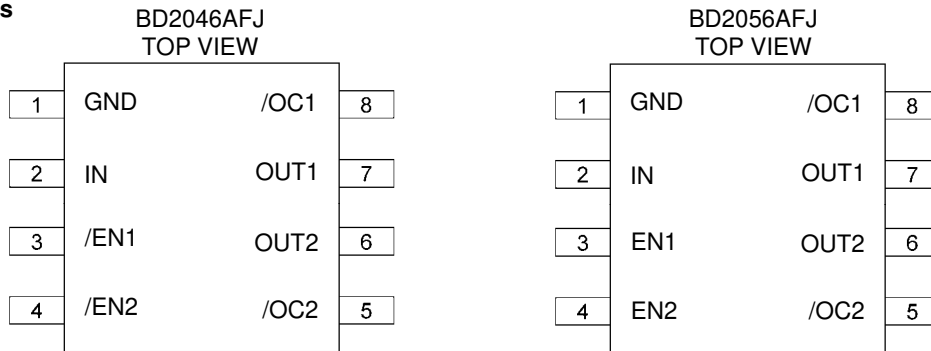 s
BD2046AFJ
TOP VIEW
1 GND /OC1 8
2 IN OUT1 7
3 /EN1 OUT2 6
4 /EN2 /OC2 5
BD2056AFJ
TOP VIEW
1 GND /OC1 8
2 IN OUT1 7
3 EN1 OUT2 6
4 EN2 /OC2 5